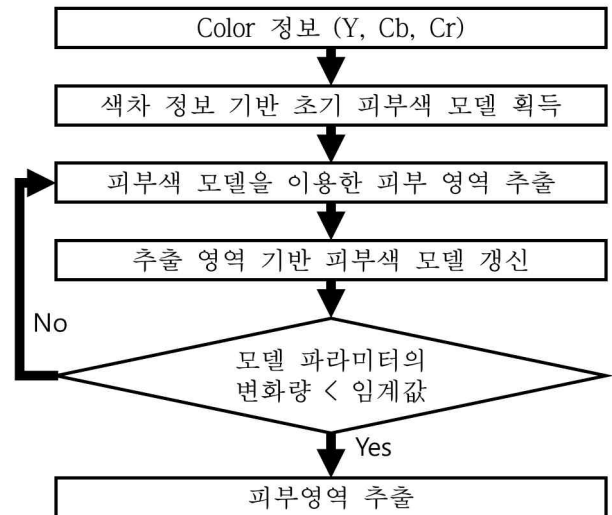 Color 정보 (Y, Cb, Cr)
색차 정보 기반 초기 피부색 모델 획득
피부색 모델을 이용한 피부 영역 추출
추출 영역 기반 피부색 모델 갱신
No
모델 파라미터의
변화량 < 임계값
Yes
피부영역 추출